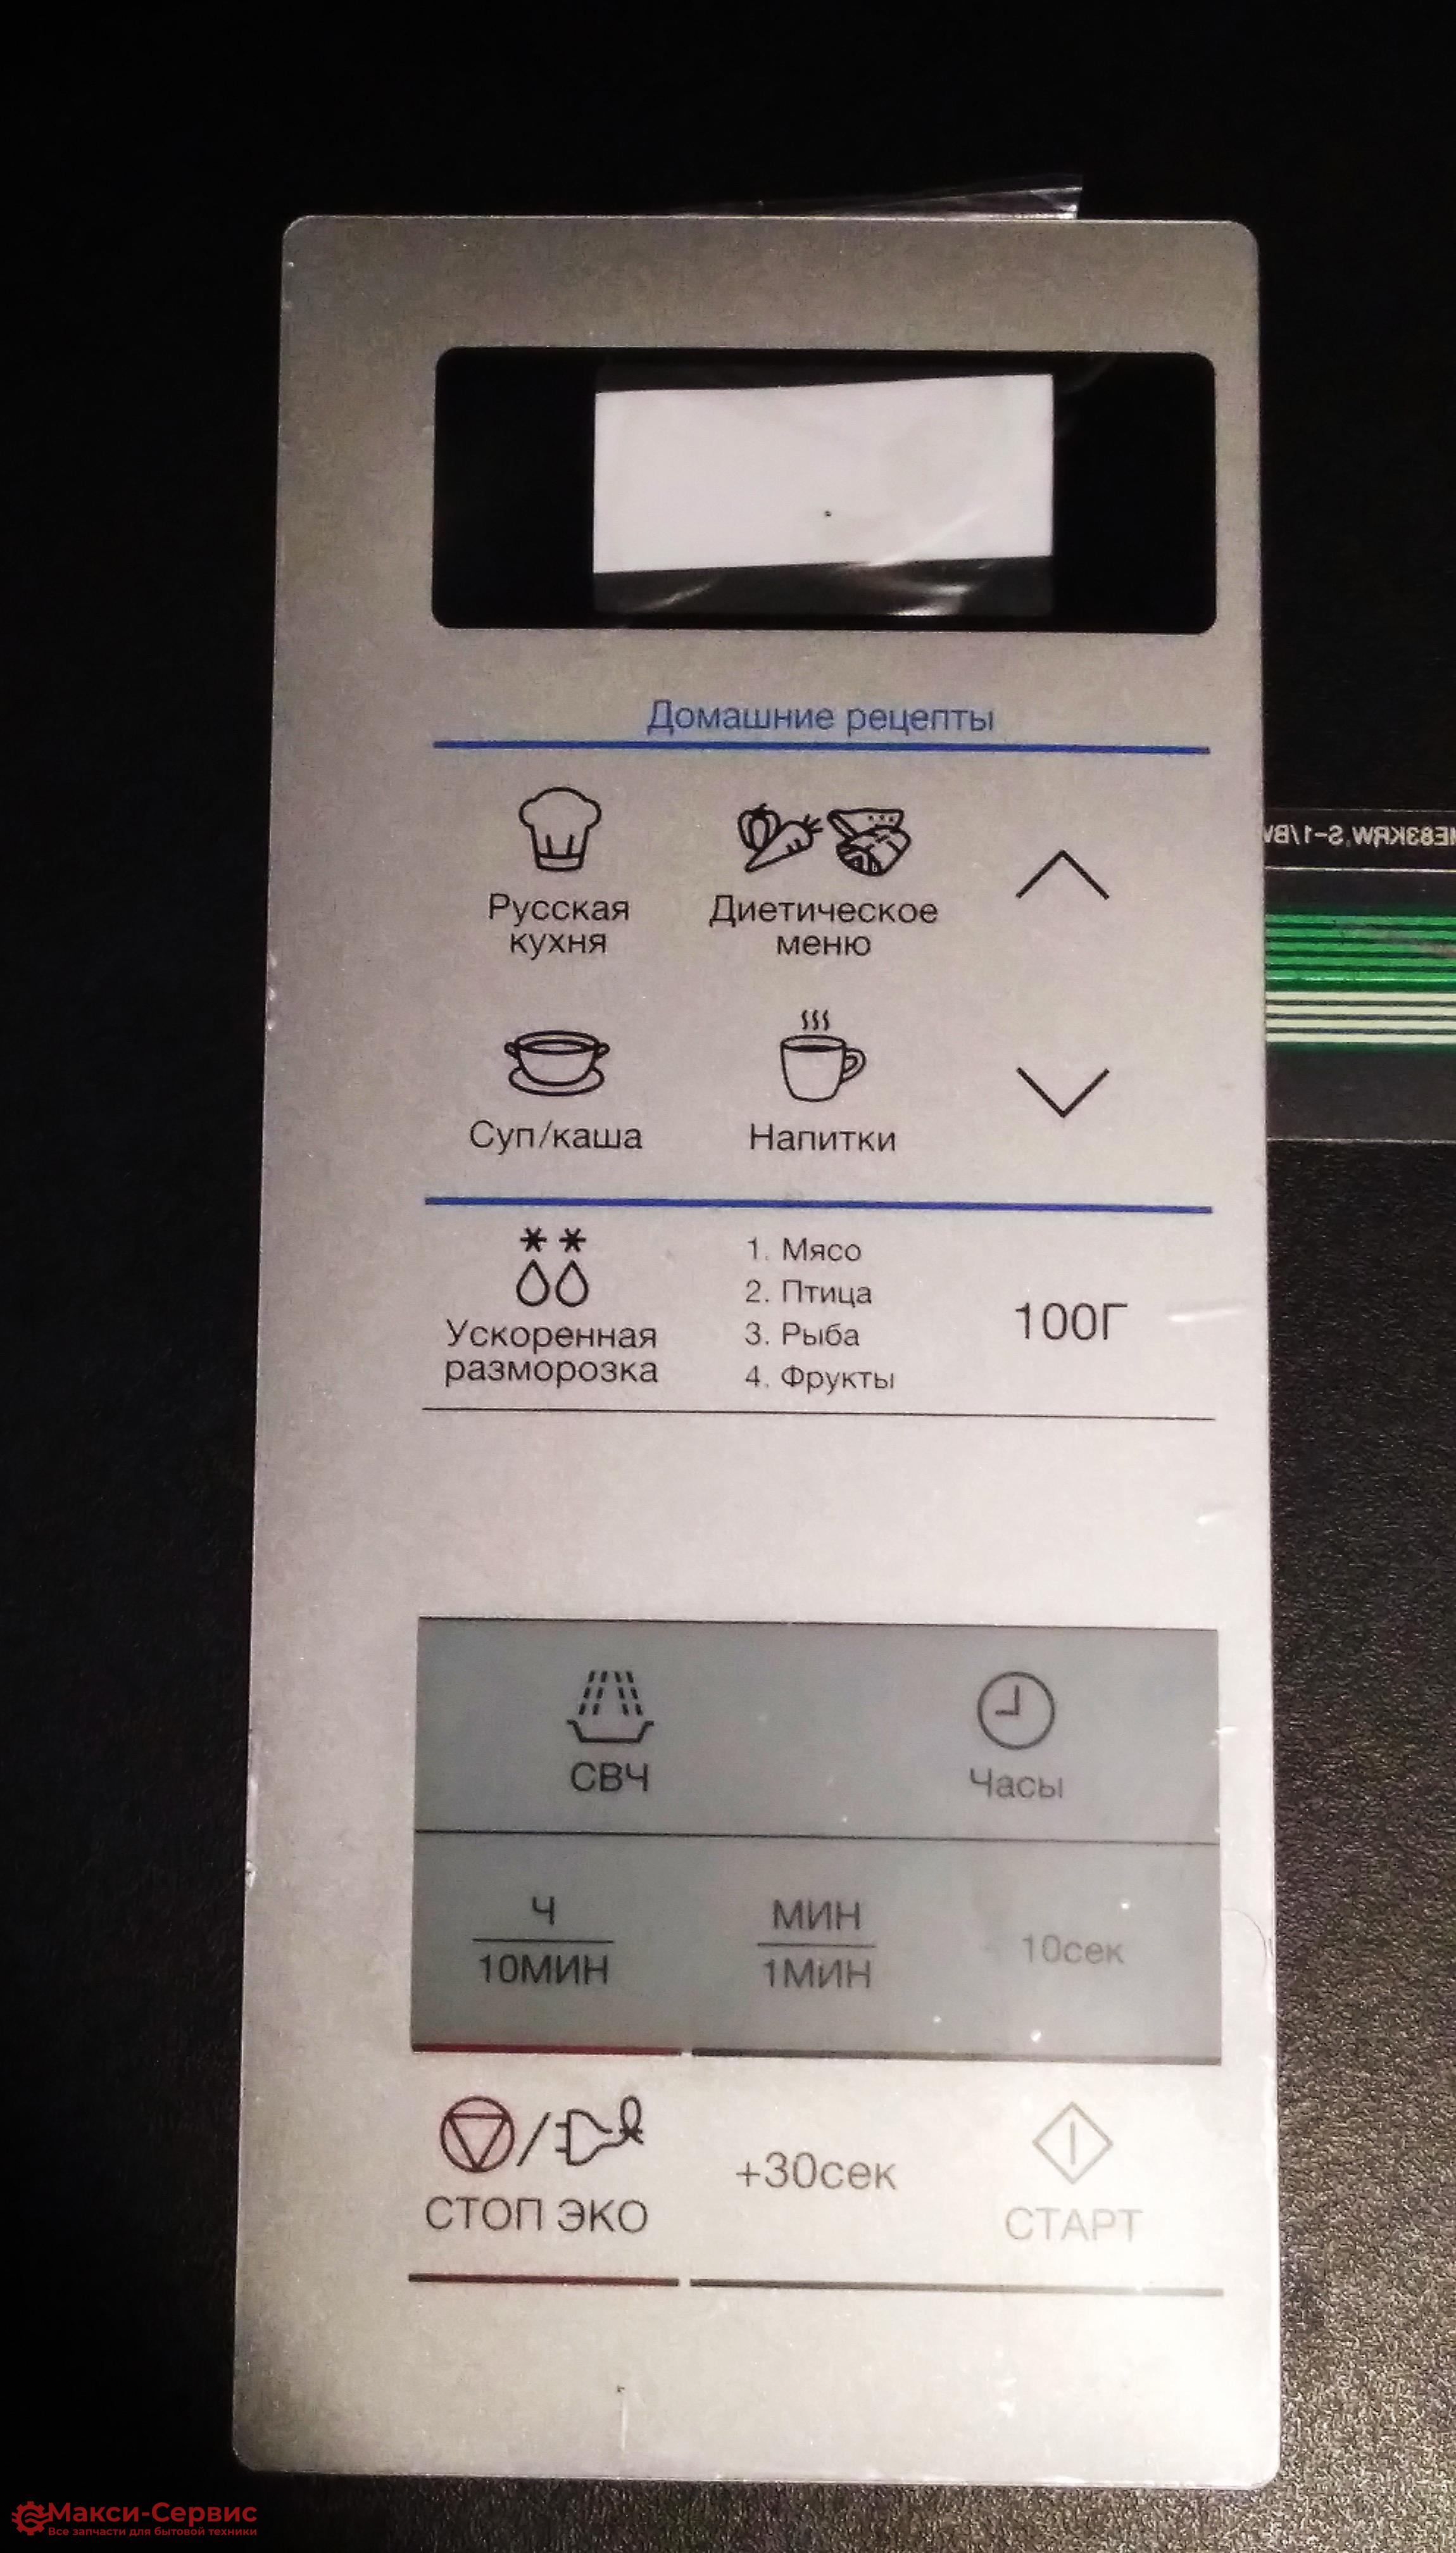 Домашние рецепты
Русская
кухня
Диетическое
меню
Суп/каша
Напитки
Ускоренная
разморозка
1. Мясо
2. Птица
3. Рыба
4. Фрукты
100Г
СВЧ
Часы
Ч
10МИН
МИН
1МИН
10сек
СТОП ЭКО
+30сек
СТАРТ
Макси-Сервис
Все запчасти для бытовой техники